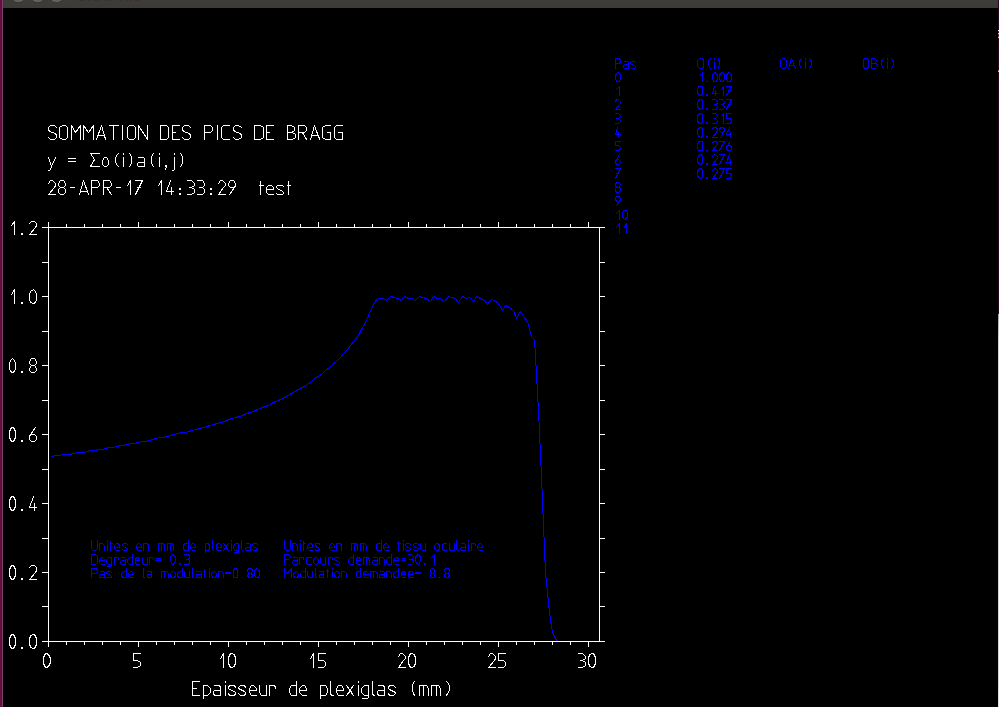 Pas O(i) OA(i) OB(i)
0 1.000
1 0.417
2 0.337
3 0.315
4 0.294
5 0.276
6 0.274
7 0.275
8
9
10
11
SOMMATION DES PICS DE BRAGG
y = Σo(i)a(i,j)
28-APR-17 14:33:29 test
1.2
1.0
0.8
0.6
0.4
0.2
0.0
Unites en mm de plexiglas Unites en mm de tissu oculaire
Degradeur= 0.3 Parcours demande=30.1
Pas de la modulation=0.80 Modulation demandee= 8.8
0 5 10 15 20 25 30
Epaisseur de plexiglas (mm)